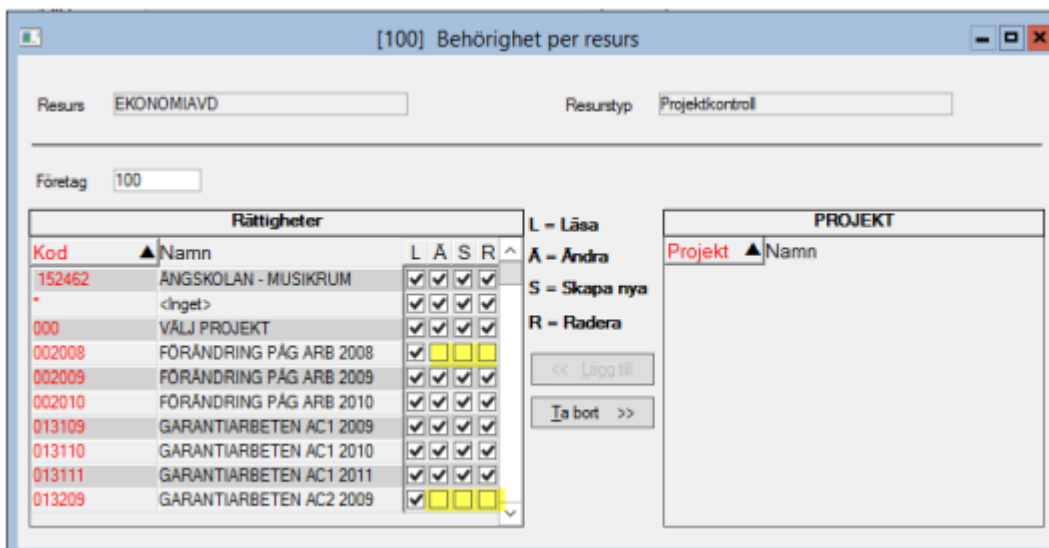 [100] Behörighet per resurs
Resurs EKONOMIAVD Resurstyp Projektkontroll
Företag 100
Rättigheter
Kod Namn L Ä S R
152462 ÄNGSKOLAN - MUSIKRUM
* <Inget>
000 VÄLJ PROJEKT
002008 FÖRÄNDRING PÅG ARB 2008
002009 FÖRÄNDRING PÅG ARB 2009
002010 FÖRÄNDRING PÅG ARB 2010
013109 GARANTIARBETEN AC1 2009
013110 GARANTIARBETEN AC1 2010
013111 GARANTIARBETEN AC1 2011
013209 GARANTIARBETEN AC2 2009
L = Läsa
Ä = Ändra
S = Skapa nya
R = Radera
<< Lägg till
Ta bort >>
PROJEKT
Projekt Namn